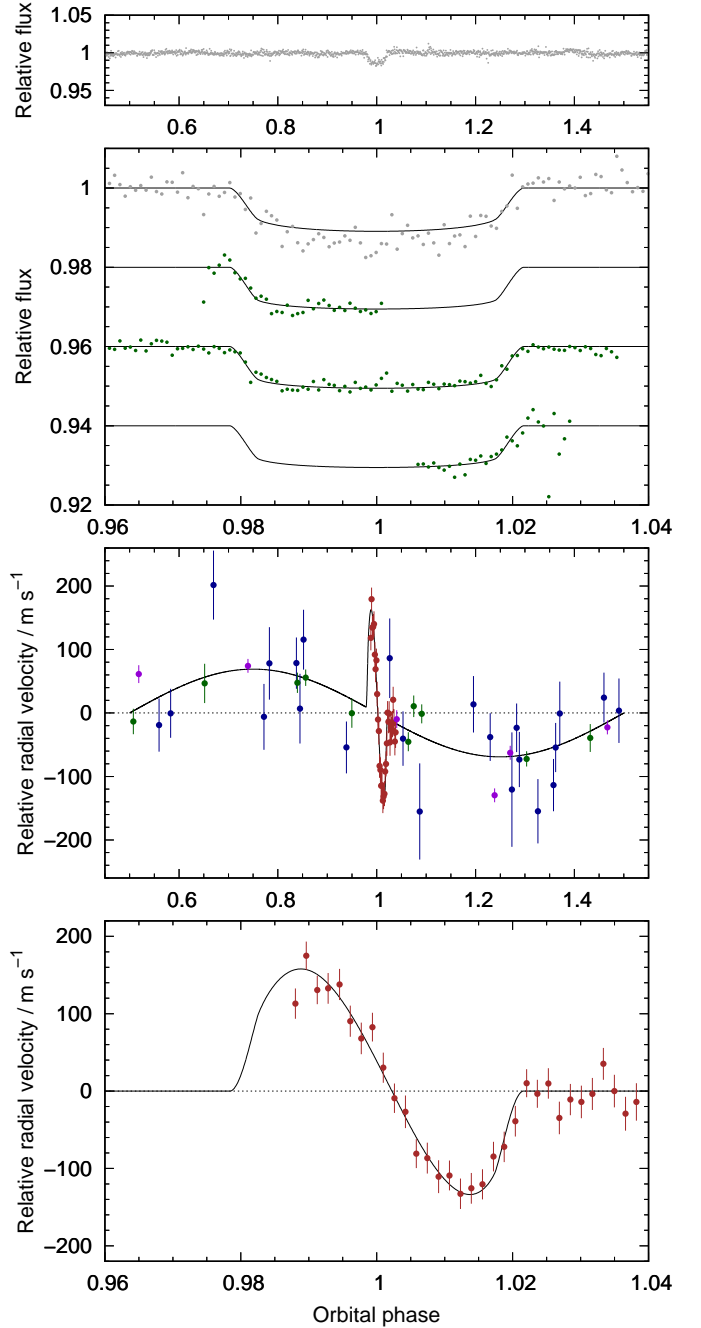 Relative flux
1.05
1
0.95
0.6 0.8 1 1.2 1.4
Relative flux
1
0.98
0.96
0.94
0.92
0.96 0.98 1 1.02 1.04
Relative radial velocity / m s−1
200
100
0
−100
−200
0.6 0.8 1 1.2 1.4
Relative radial velocity / m s−1
200
100
0
−100
−200
0.96 0.98 1 1.02 1.04
Orbital phase